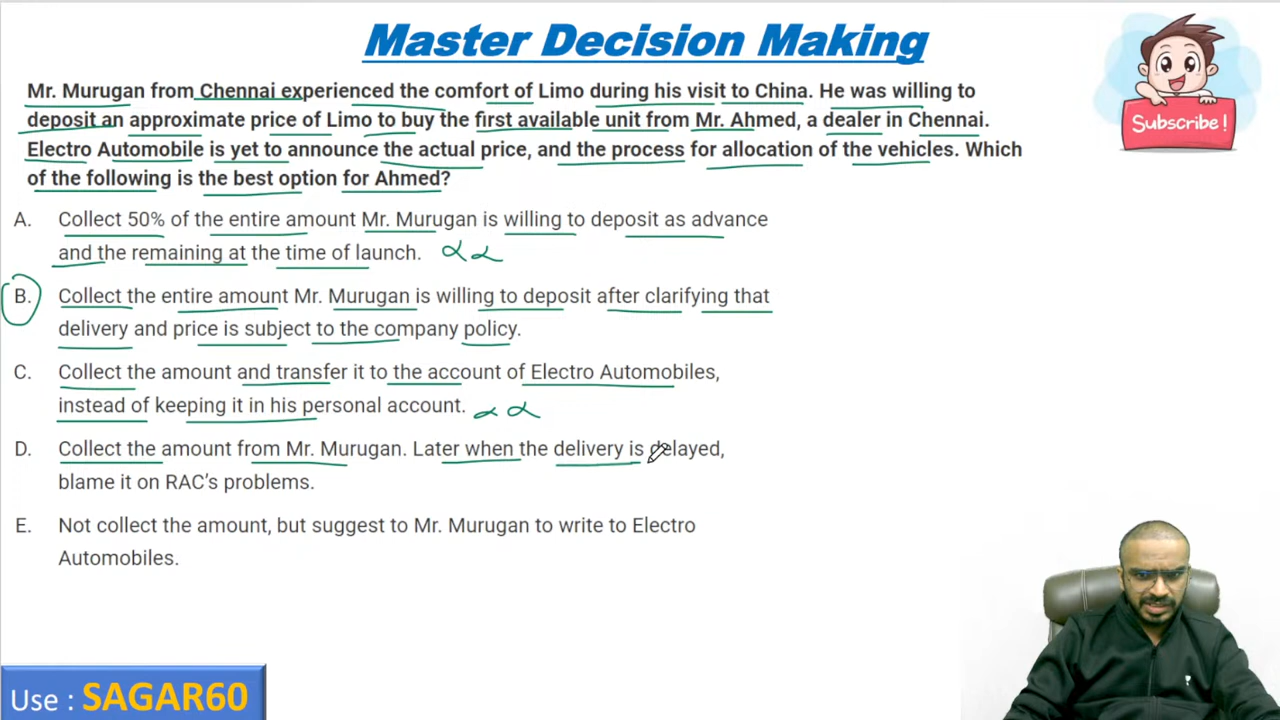 Master Decision Making
Mr. Murugan from Chennai experienced the comfort of Limo during his visit to China. He was willing to
deposit an approximate price of Limo to buy the first available unit from Mr. Ahmed, a dealer in Chennai.
Electro Automobile is yet to announce the actual price, and the process for allocation of the vehicles. Which
of the following is the best option for Ahmed?
Subscribe!
A. Collect 50% of the entire amount Mr. Murugan is willing to deposit as advance
and the remaining at the time of launch.
B. Collect the entire amount Mr. Murugan is willing to deposit after clarifying that
delivery and price is subject to the company policy.
C. Collect the amount and transfer it to the account of Electro Automobiles,
instead of keeping it in his personal account.
D. Collect the amount from Mr. Murugan. Later when the delivery is delayed,
blame it on RAC's problems.
E. Not collect the amount, but suggest to Mr. Murugan to write to Electro
Automobiles.
Use : SAGAR60